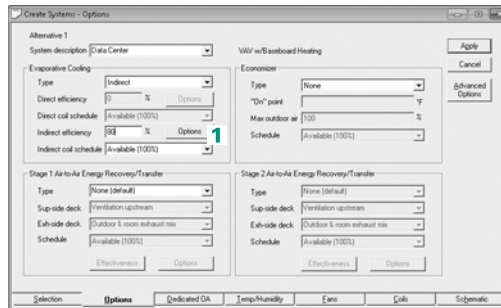 Create Systems - Options
Alternative 1
System description Data Center VAV w/Baseboard Heating Apply
Cancel
Advanced Options
Evaporative Cooling
Type Indirect
Direct efficiency 0 % Options
Direct coil schedule Available (100%)
Indirect efficiency 80 % Options 1
Indirect coil schedule Available (100%)
Economizer
Type None
"On" point °F
Max outdoor air 100 %
Schedule Available (100%)
Stage 1 Air-to-Air Energy Recovery/Transfer
Type None (default)
Sup-side deck Ventilation upstream
Exh-side deck Outdoor & room exhaust mix
Schedule Available (100%)
Effectiveness Options
Stage 2 Air-to-Air Energy Recovery/Transfer
Type None (default)
Sup-side deck Ventilation upstream
Exh-side deck Outdoor & room exhaust mix
Schedule Available (100%)
Effectiveness Options
Selection Options Dedicated OA Temp/Humidity Fans Coils Schematic